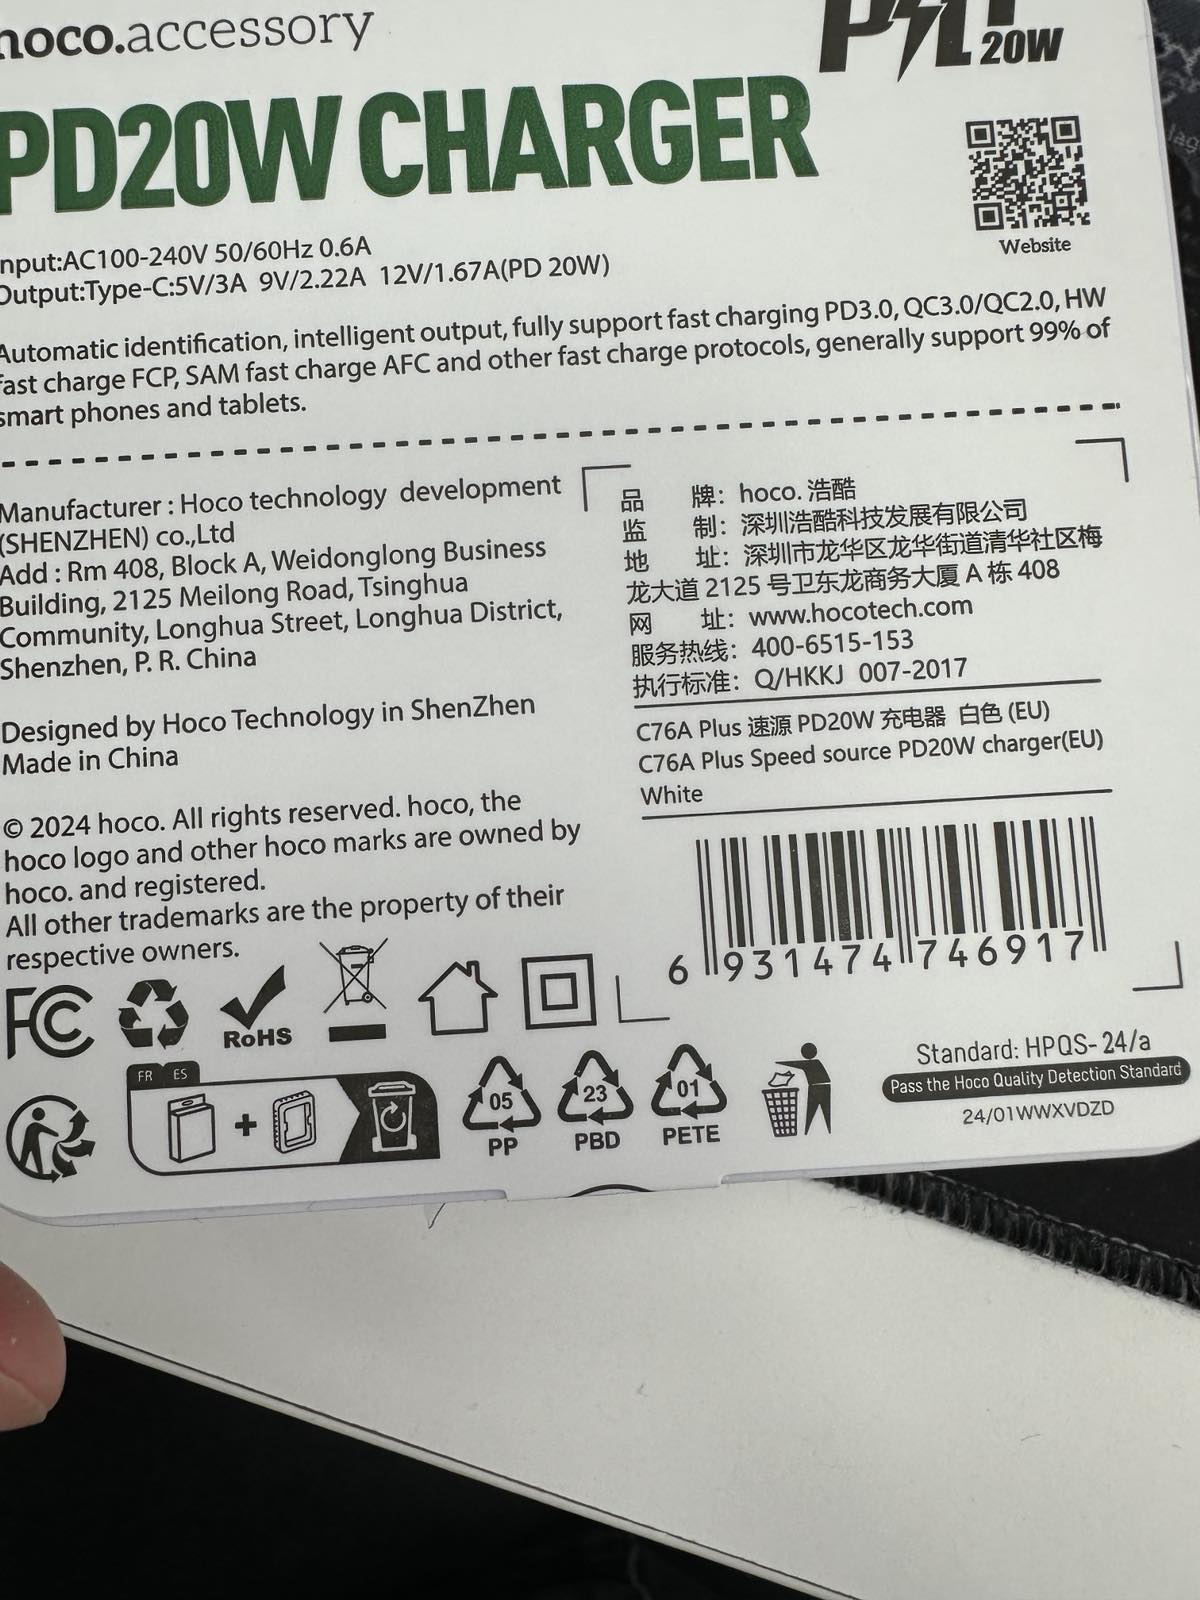 hoco.accessory
PD
20W
PD20W CHARGER
Website
Input:AC100-240V 50/60Hz 0.6A
Output:Type-C:5V/3A 9V/2.22A 12V/1.67A(PD 20W)
Automatic identification, intelligent output, fully support fast charging PD3.0, QC3.0/QC2.0, HW
fast charge FCP, SAM fast charge AFC and other fast charge protocols, generally support 99% of
smart phones and tablets.
Manufacturer : Hoco technology development
(SHENZHEN) co.,Ltd
Add : Rm 408, Block A, Weidonglong Business
Building, 2125 Meilong Road, Tsinghua
Community, Longhua Street, Longhua District,
Shenzhen, P. R. China
Designed by Hoco Technology in ShenZhen
Made in China
© 2024 hoco. All rights reserved. hoco, the
hoco logo and other hoco marks are owned by
hoco. and registered.
All other trademarks are the property of their
respective owners.
品 牌：hoco. 浩酷
监 制：深圳浩酷科技发展有限公司
地 址：深圳市龙华区龙华街道清华社区梅
龙大道 2125 号卫东龙商务大厦 A 栋 408
网 址：www.hocotech.com
服务热线：400-6515-153
执行标准：Q/HKKJ 007-2017
C76A Plus 速源 PD20W 充电器 白色 (EU)
C76A Plus Speed source PD20W charger(EU)
White
6 931474 746917
FC
RoHS
FR ES
05
PP
23
PBD
01
PETE
Standard: HPQS- 24/a
Pass the Hoco Quality Detection Standard
24/01WWXVDZD